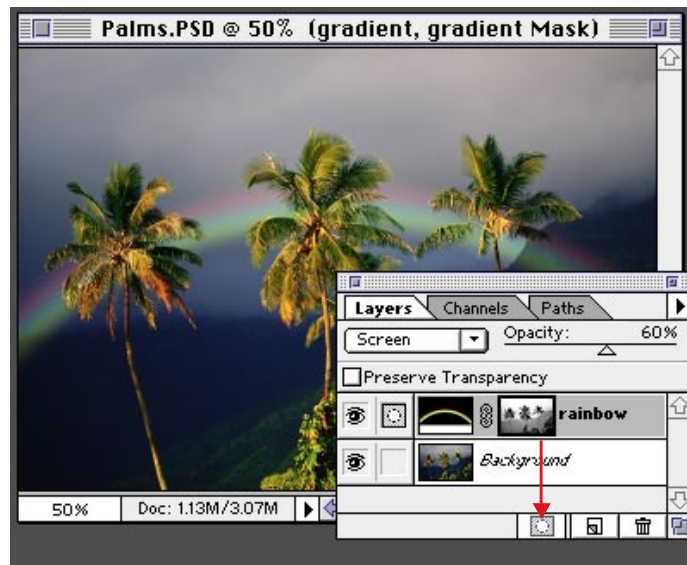 Palms.PSD @ 50% (gradient, gradient Mask)
Layers Channels Paths
Screen Opacity: 60%
Preserve Transparency
rainbow
Background
50% Doc: 1.13M/3.07M